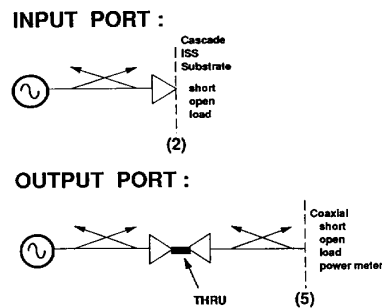 INPUT PORT :
Cascade
ISS
Substrate
short
open
load
(2)
OUTPUT PORT :
Coaxial
short
open
load
power meter
THRU
(5)